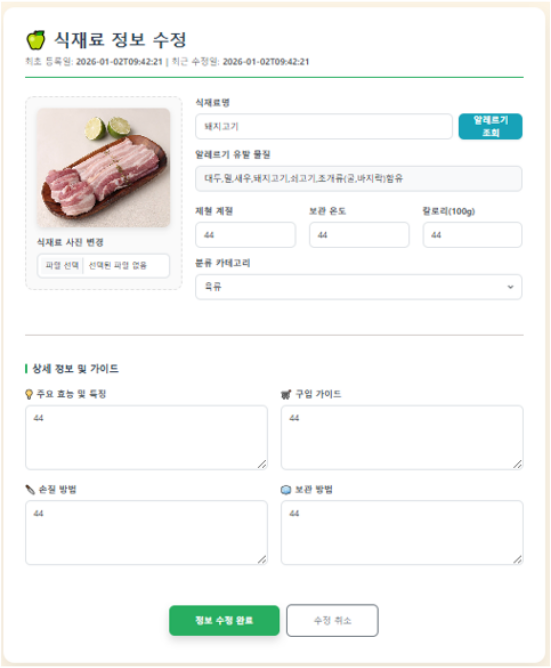 식재료 정보 수정
최초 등록일: 2026-01-02T09:42:21 | 최근 수정일: 2026-01-02T09:42:21
식재료명
돼지고기
알레르기 조회
알레르기 유발 물질
대두,밀,새우,돼지고기,쇠고기,조개류(굴,바지락)함유
제형 계절
보관 온도
칼로리(100g)
44
44
44
분류 카테고리
육류
식재료 사진 변경
파일 선택 선택된 파일 없음
상세 정보 및 가이드
주요 효능 및 특징
44
구입 가이드
44
손질 방법
44
보관 방법
44
정보 수정 완료
수정 취소